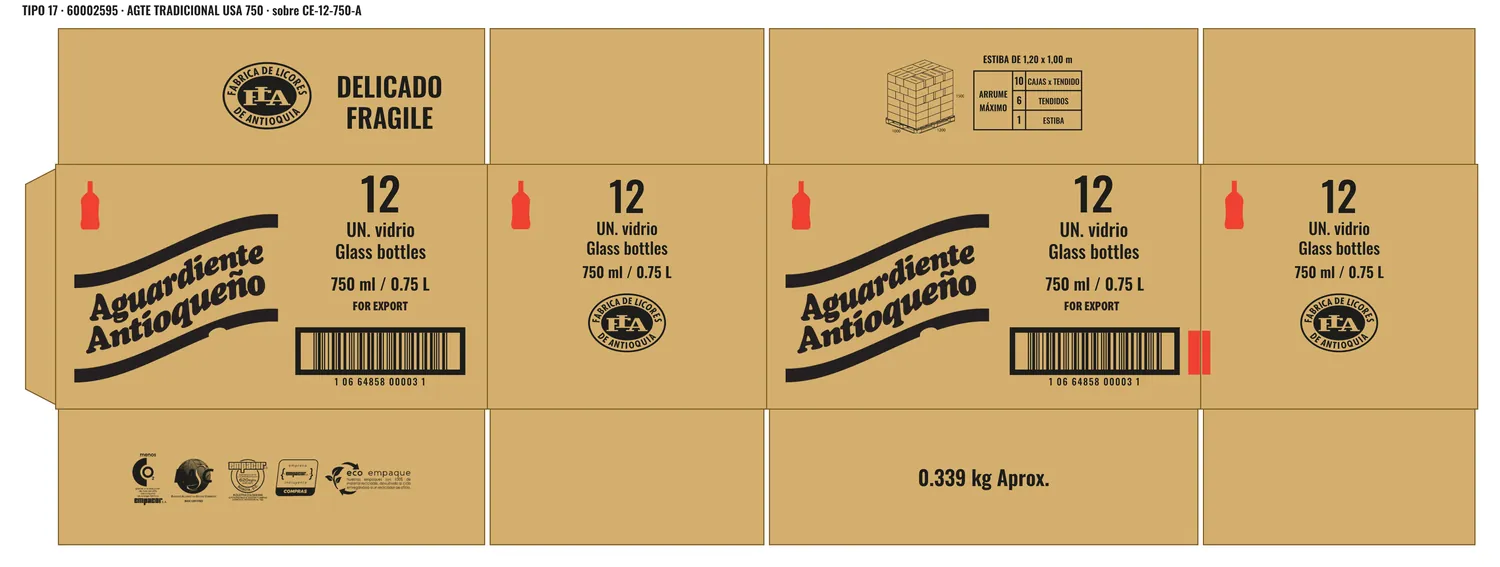 TIPO 17 · 60002595 · AGTE TRADICIONAL USA 750 · sobre CE-12-750-A
FABRICA DE LICORES
FLA
DE ANTIOQUIA
DELICADO
FRAGILE
ESTIBA DE 1,20 x 1,00 m
ARRUME
MÁXIMO
10 CAJAS x TENDIDO
6 TENDIDOS
1 ESTIBA
Aguardiente
Antioqueño
12
UN. vidrio
Glass bottles
750 ml / 0.75 L
FOR EXPORT
1 06 64858 00003 1
12
UN. vidrio
Glass bottles
750 ml / 0.75 L
FABRICA DE LICORES
FLA
DE ANTIOQUIA
Aguardiente
Antioqueño
12
UN. vidrio
Glass bottles
750 ml / 0.75 L
FOR EXPORT
1 06 64858 00003 1
12
UN. vidrio
Glass bottles
750 ml / 0.75 L
FABRICA DE LICORES
FLA
DE ANTIOQUIA
menos
empacor
empacor
empresa
empacor
incluyente
COMPRAS
eco empaque
0.339 kg Aprox.